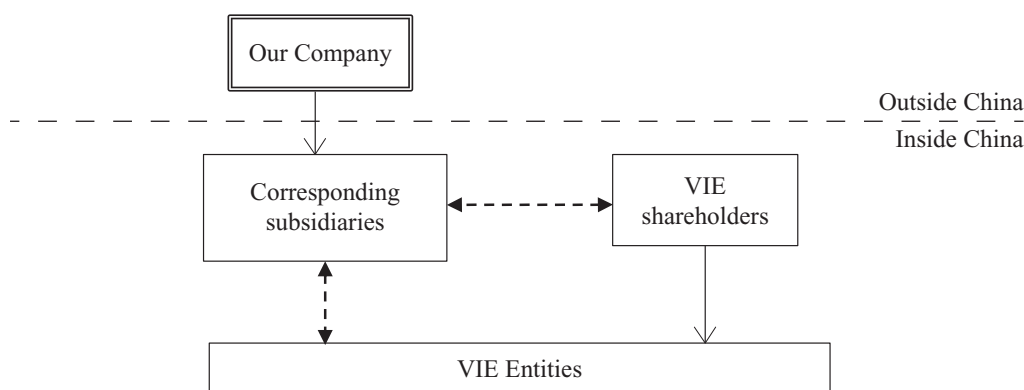 Our Company
Outside China
Inside China
Corresponding
subsidiaries
VIE
shareholders
VIE Entities